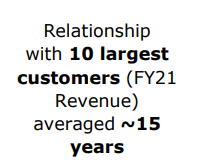 Relationship
with 10 largest
customers (FY21
Revenue)
averaged ~15
years